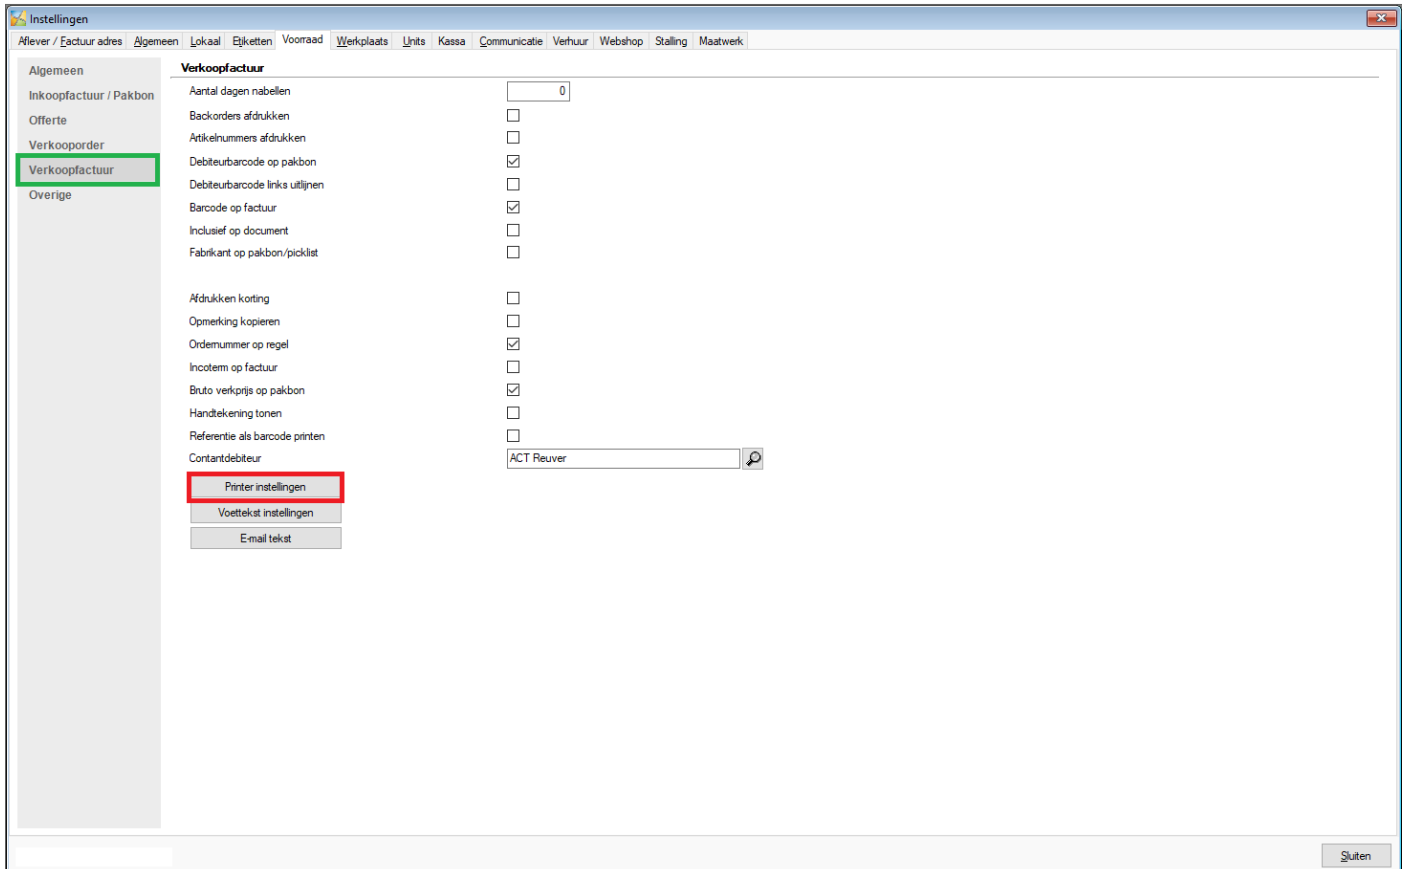 Instellingen
Aflever / Factuur adres Algemeen Lokaal Etiketten Voorraad Werkplaats Units Kassa Communicatie Verhuur Webshop Stalling Maatwerk
Algemeen
Inkoopfactuur / Pakbon
Offerte
Verkooporder
Verkoopfactuur
Overige
Verkoopfactuur
Aantal dagen nabellen 0
Backorders afdrukken
Artikelnummers afdrukken
Debiteurbarcode op pakbon
Debiteurbarcode links uitlijnen
Barcode op factuur
Inclusief op document
Fabrikant op pakbon/picklist
Afdrukken korting
Opmerking kopieren
Ordernummer op regel
Incoterm op factuur
Bruto verkprijs op pakbon
Handtekening tonen
Referentie als barcode printen
Contantdebiteur ACT Reuver
Printer instellingen
Voettekst instellingen
E-mail tekst
Sluiten